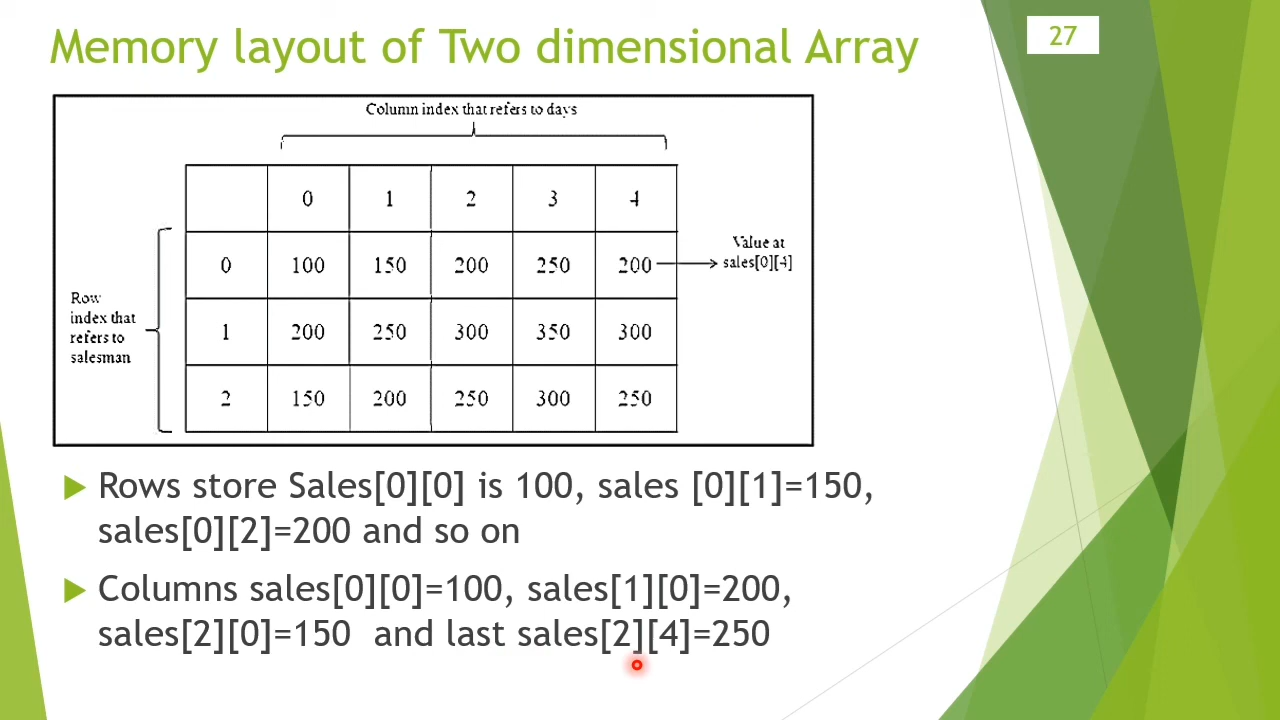 Memory layout of Two dimensional Array
27
Column index that refers to days
0 1 2 3 4
0 100 150 200 250 200
Value at
sales[0][4]
Row
index that
refers to
salesman
1 200 250 300 350 300
2 150 200 250 300 250
Rows store Sales[0][0] is 100, sales [0][1]=150,
sales[0][2]=200 and so on
Columns sales[0][0]=100, sales[1][0]=200,
sales[2][0]=150 and last sales[2][4]=250